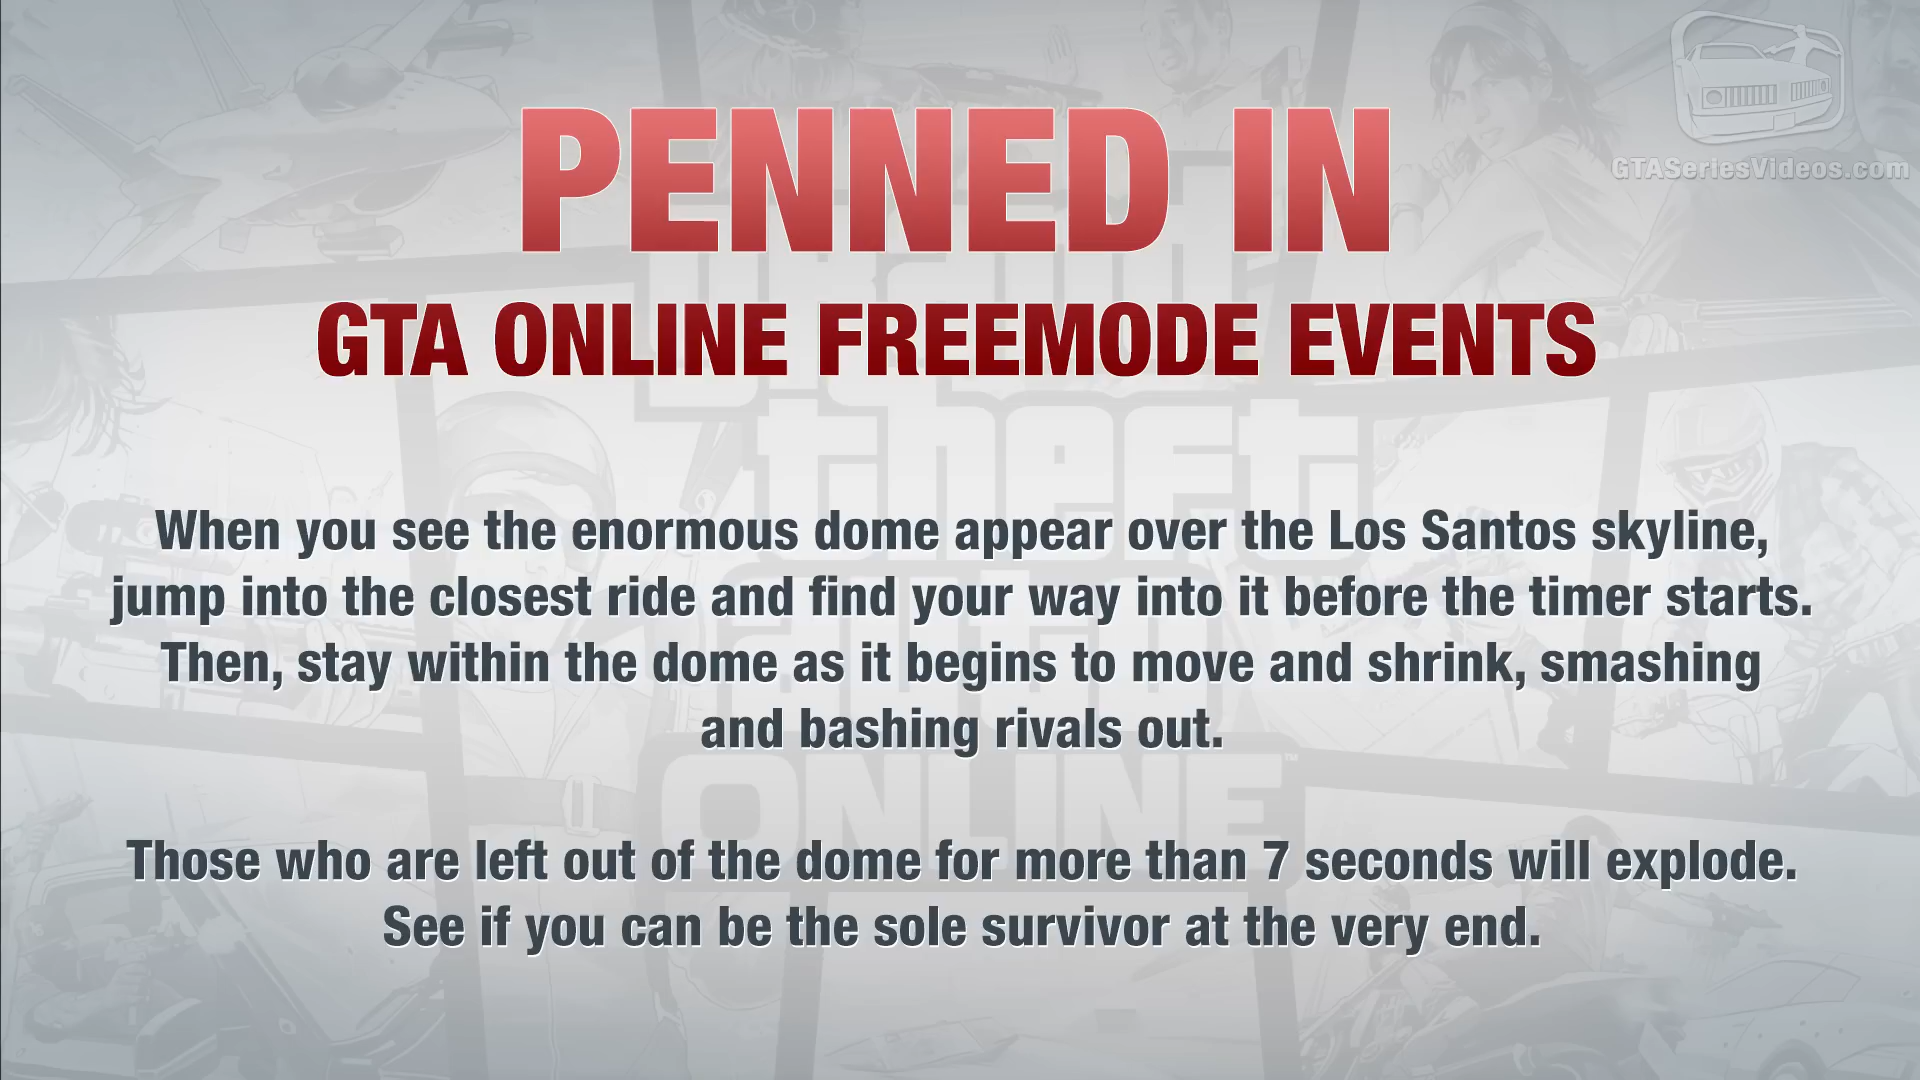 PENNED IN
GTASeriesVideos.com
GTA ONLINE FREEMODE EVENTS
When you see the enormous dome appear over the Los Santos skyline,
jump into the closest ride and find your way into it before the timer starts.
Then, stay within the dome as it begins to move and shrink, smashing
and bashing rivals out.
Those who are left out of the dome for more than 7 seconds will explode.
See if you can be the sole survivor at the very end.
grand
theft
auto
ONLINE™